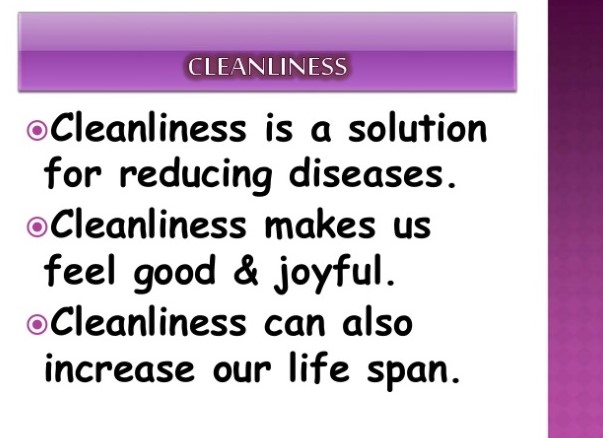 CLEANLINESS
Cleanliness is a solution
for reducing diseases.
Cleanliness makes us
feel good & joyful.
Cleanliness can also
increase our life span.